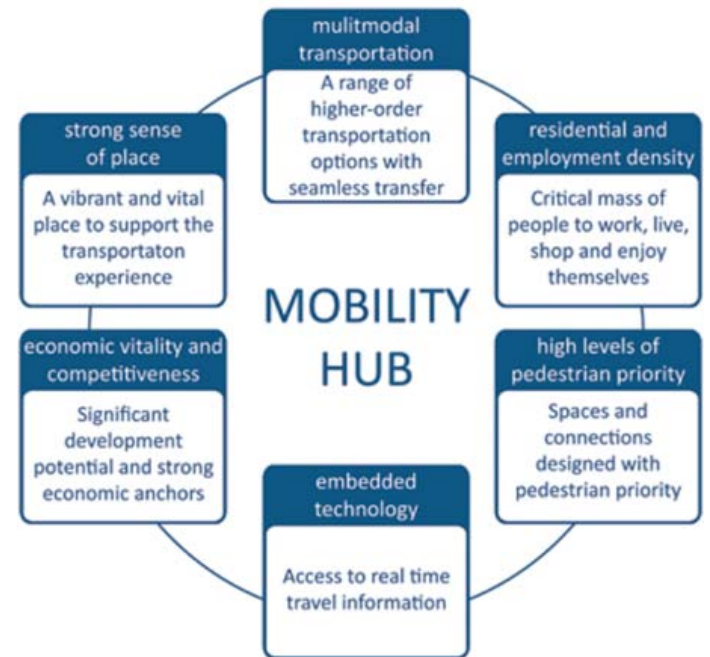 mulitmodal
transportation
A range of
higher-order
transportation
options with
seamless transfer
strong sense
of place
A vibrant and vital
place to support the
transportaton
experience
residential and
employment density
Critical mass of
people to work, live,
shop and enjoy
themselves
MOBILITY
HUB
economic vitality and
competitiveness
Significant
development
potential and strong
economic anchors
high levels of
pedestrian priority
Spaces and
connections
designed with
pedestrian priority
embedded
technology
Access to real time
travel information